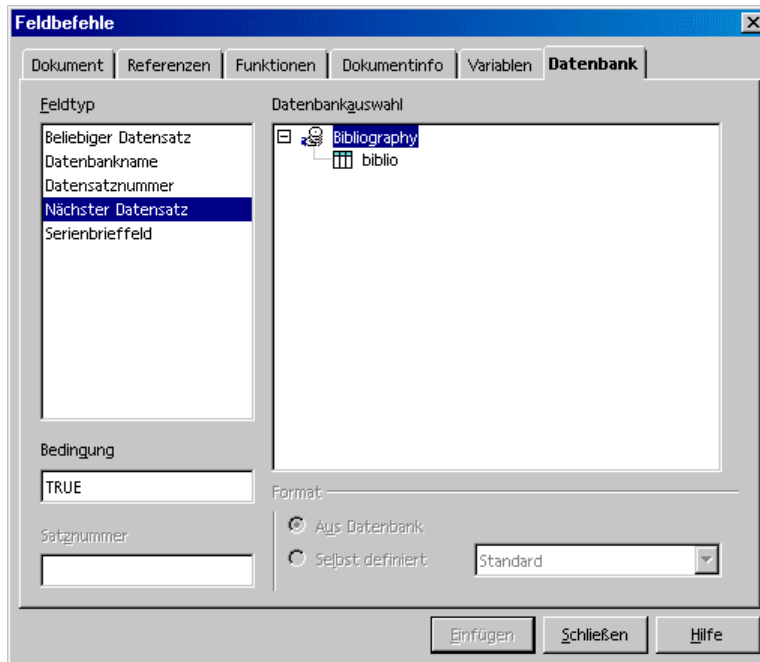 Feldbefehle
Dokument Referenzen Funktionen Dokumentinfo Variablen Datenbank
Feldtyp
Beliebiger Datensatz
Datenbankname
Datensatznummer
Nächster Datensatz
Serienbrieffeld
Datenbankauswahl
Bibliography
biblio
Bedingung
TRUE
Satznummer
Format
Aus Datenbank
Selbst definiert
Standard
Einfügen Schließen Hilfe